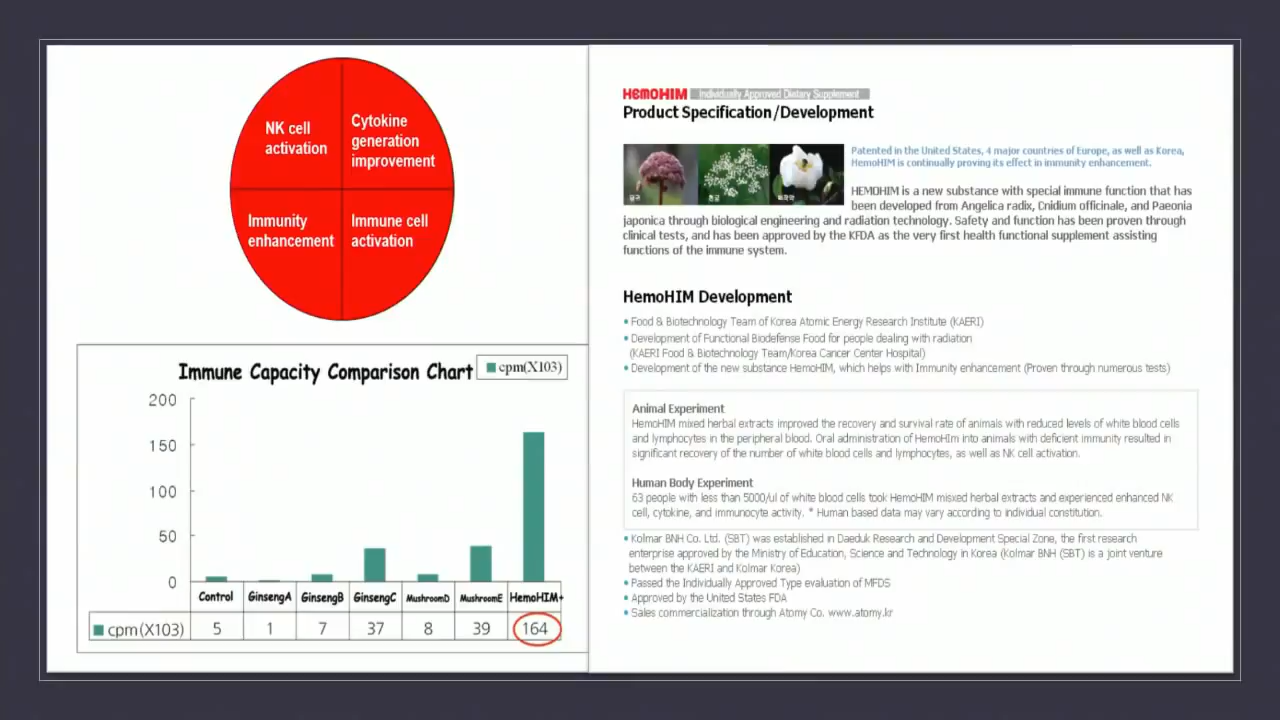 NK cell
activation
Cytokine
generation
improvement
Immunity
enhancement
Immune cell
activation
Immune Capacity Comparison Chart
cpm(X103)
200
150
100
50
0
Control GinsengA GinsengB GinsengC MushroomD MushroomE HemoHIM+
cpm(X103) 5 1 7 37 8 39 164
HemoHIM Individually Approved Dietary Supplement
Product Specification/Development
당귀 천궁 백작약
Patented in the United States, 4 major countries of Europe, as well as Korea,
HemoHIM is continually proving its effect in immunity enhancement.
HEMOHIM is a new substance with special immune function that has
been developed from Angelica radix, Cnidium officinale, and Paeonia
japonica through biological engineering and radiation technology. Safety and function has been proven through
clinical tests, and has been approved by the KFDA as the very first health functional supplement assisting
functions of the immune system.
HemoHIM Development
• Food & Biotechnology Team of Korea Atomic Energy Research Institute (KAERI)
• Development of Functional Biodefense Food for people dealing with radiation
(KAERI Food & Biotechnology Team/Korea Cancer Center Hospital)
• Development of the new substance HemoHIM, which helps with Immunity enhancement (Proven through numerous tests)
Animal Experiment
HemoHIM mixed herbal extracts improved the recovery and survival rate of animals with reduced levels of white blood cells
and lymphocytes in the peripheral blood. Oral administration of HemoHIm into animals with deficient immunity resulted in
significant recovery of the number of white blood cells and lymphocytes, as well as NK cell activation.
Human Body Experiment
63 people with less than 5000/ul of white blood cells took HemoHIM misxed herbal extracts and experienced enhanced NK
cell, cytokine, and immunocyte activity. * Human based data may vary according to individual constitution.
• Kolmar BNH Co. Ltd. (SBT) was established in Daeduk Research and Development Special Zone, the first research
enterprise approved by the Ministry of Education, Science and Technology in Korea (Kolmar BNH (SBT) is a joint venture
between the KAERI and Kolmar Korea)
• Passed the Individually Approved Type evaluation of MFDS
• Approved by the United States FDA
• Sales commercialization through Atomy Co. www.atomy.kr